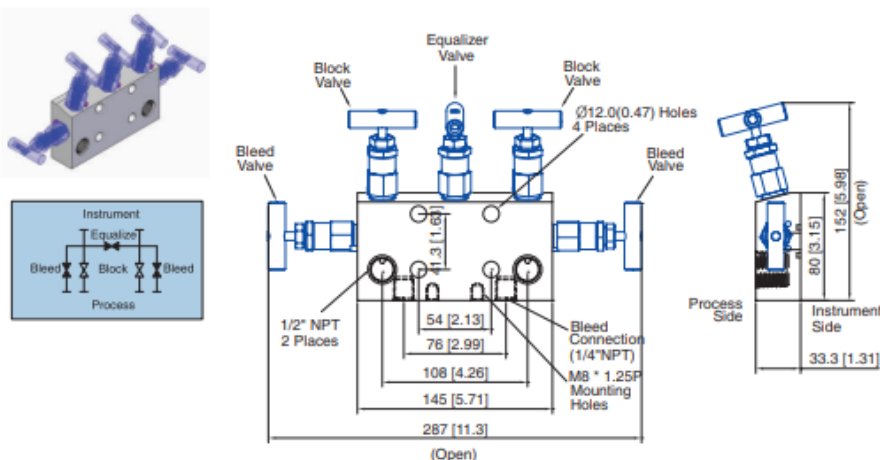 Equalizer
Valve
Block
Valve
Block
Valve
Ø12.0(0.47) Holes
4 Places
Bleed
Valve
Bleed
Valve
Instrument
Equalize
Bleed
Block
Bleed
Process
41.3 [1.63]
152 [5.98]
(Open)
80 [3.15]
1/2" NPT
2 Places
54 [2.13]
76 [2.99]
108 [4.26]
145 [5.71]
287 [11.3]
(Open)
Bleed
Connection
(1/4"NPT)
M8 * 1.25P
Mounting
Holes
Process
Side
Instrument
Side
33.3 [1.31]